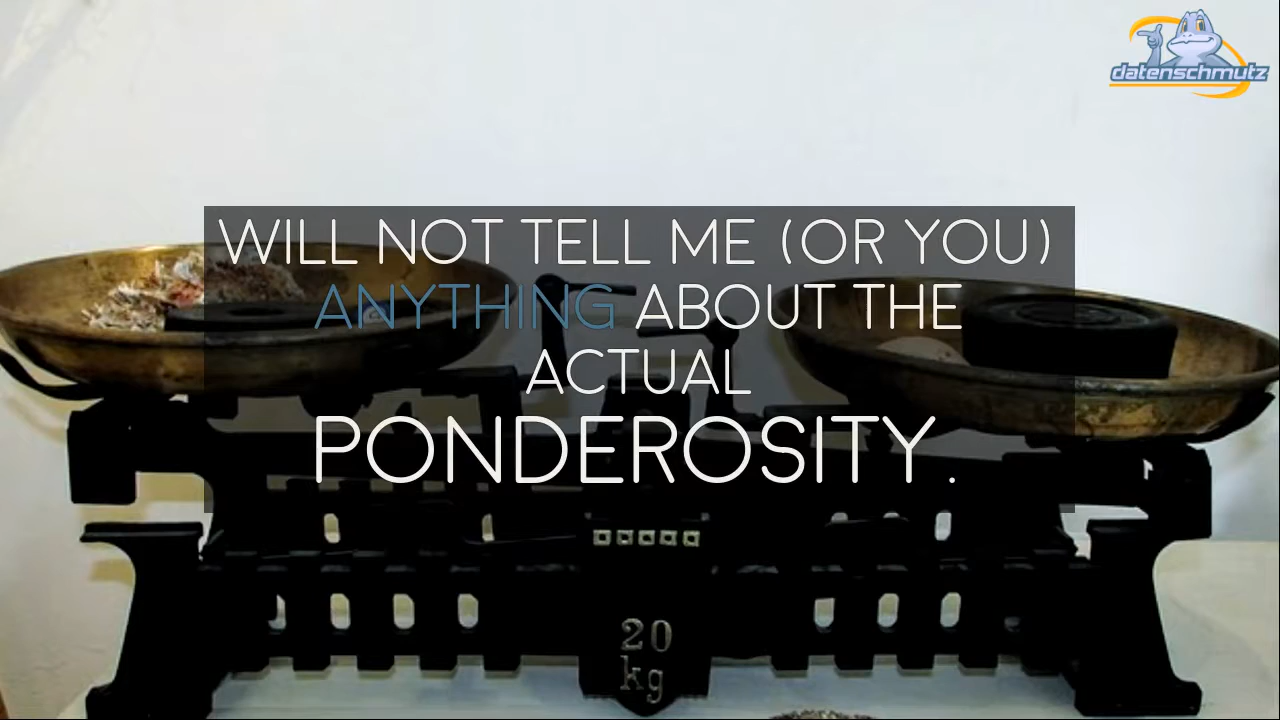 datenschmutz
WILL NOT TELL ME (OR YOU)
ANYTHING ABOUT THE
ACTUAL
PONDEROSITY .
20
kg